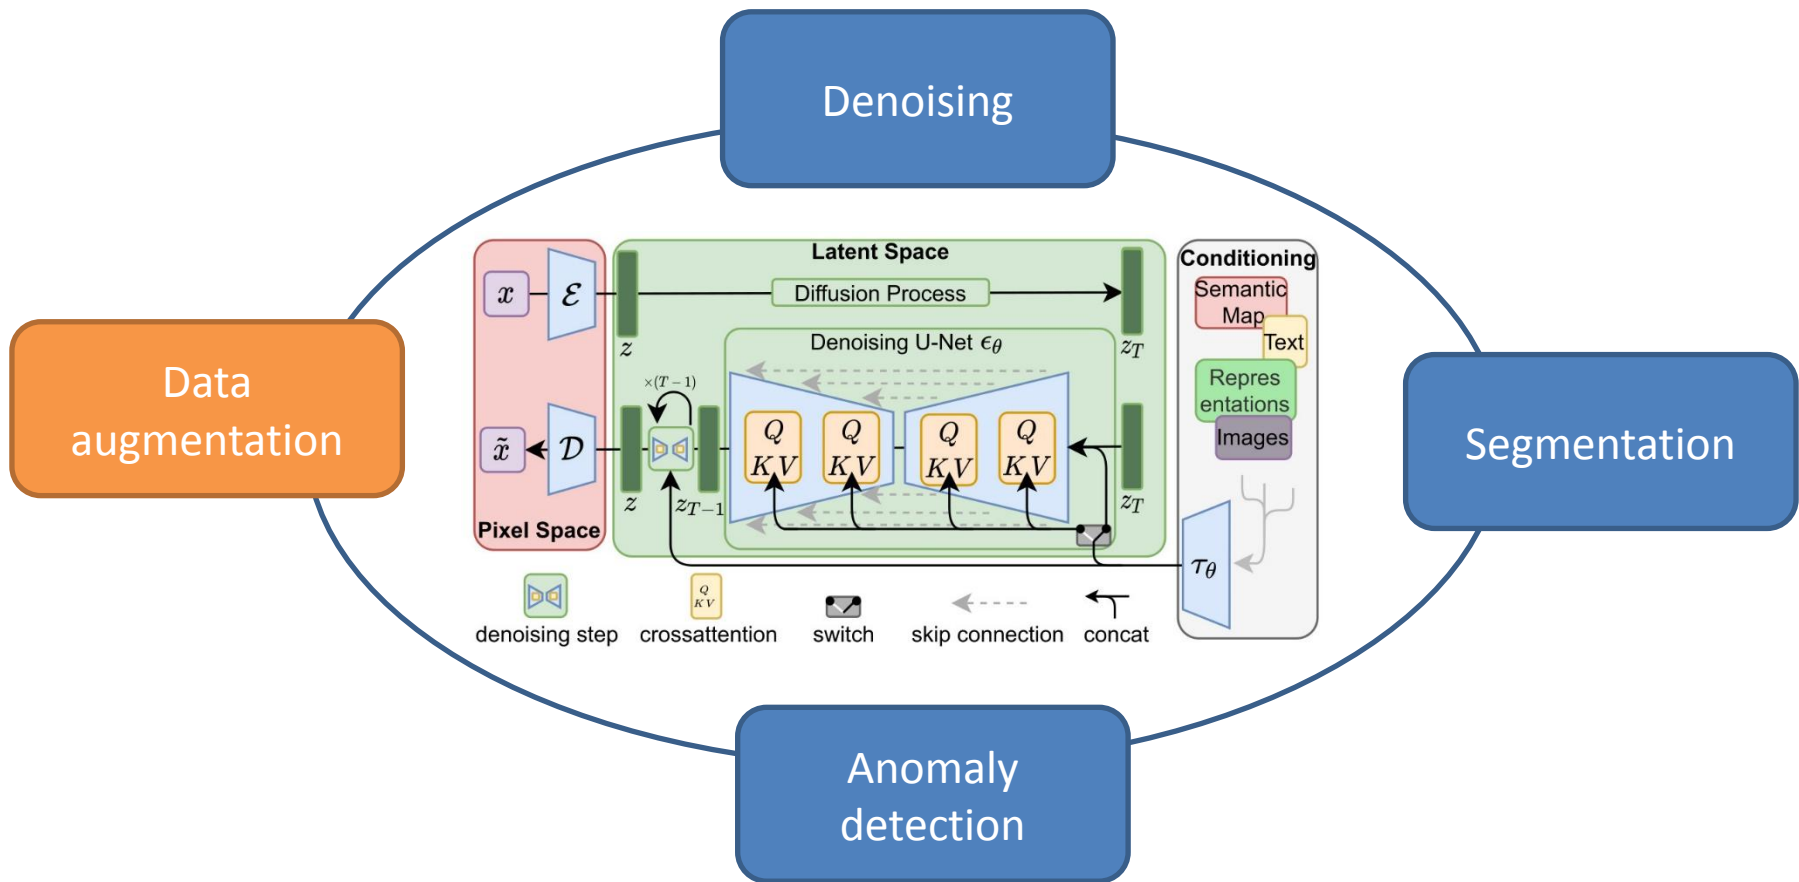 Denoising
Latent Space
Conditioning
x
ℰ
Diffusion Process
Semantic
Map
z
Denoising U-Net ϵ_θ
z_T
Text
Data
augmentation
×(T−1)
Repres
entations
Segmentation
x̃
𝒟
Q
KV
Q
KV
Q
KV
Q
KV
Images
z
z_{T−1}
z_T
Pixel Space
τ_θ
Q
KV
denoising step
crossattention
switch
skip connection
concat
Anomaly
detection